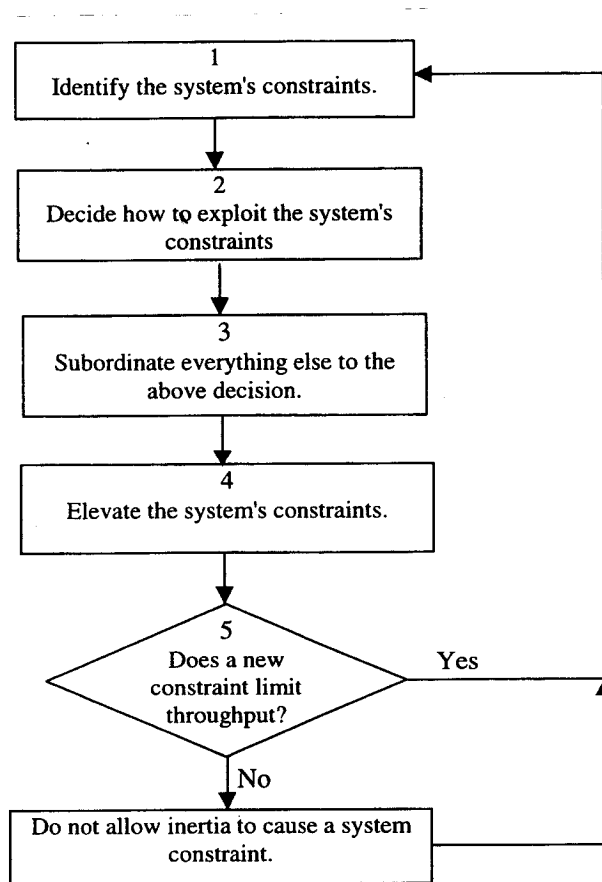 1
Identify the system's constraints.
2
Decide how to exploit the system's
constraints
3
Subordinate everything else to the
above decision.
4
Elevate the system's constraints.
5
Does a new
constraint limit
throughput?
Yes
No
Do not allow inertia to cause a system
constraint.